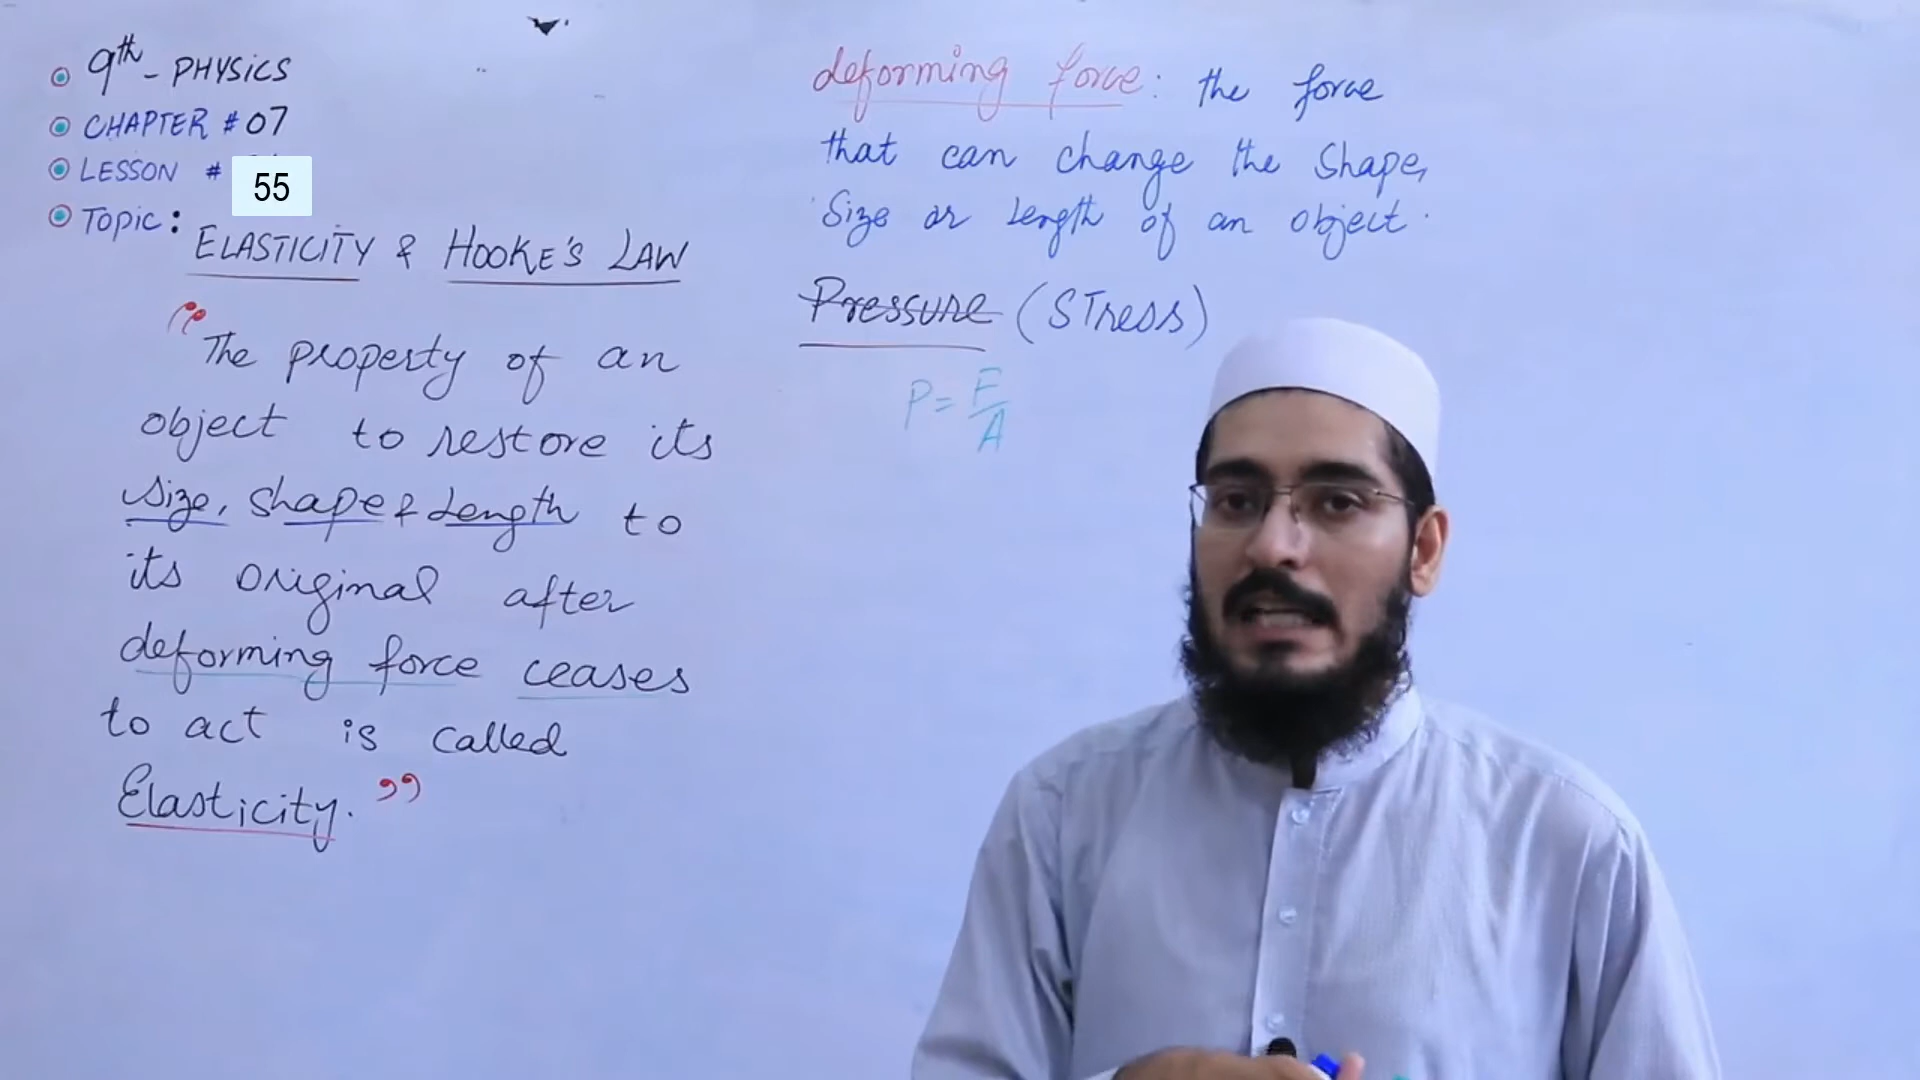 9th - PHYSICS
CHAPTER # 07
LESSON # 55
Topic: ELASTICITY & HOOKE'S LAW
“The property of an
object to restore its
size, shape & Length to
its original after
deforming force ceases
to act is called
Elasticity.”
deforming force: the force
that can change the shape,
Size or Length of an object.
Pressure (STress)
P = F/A